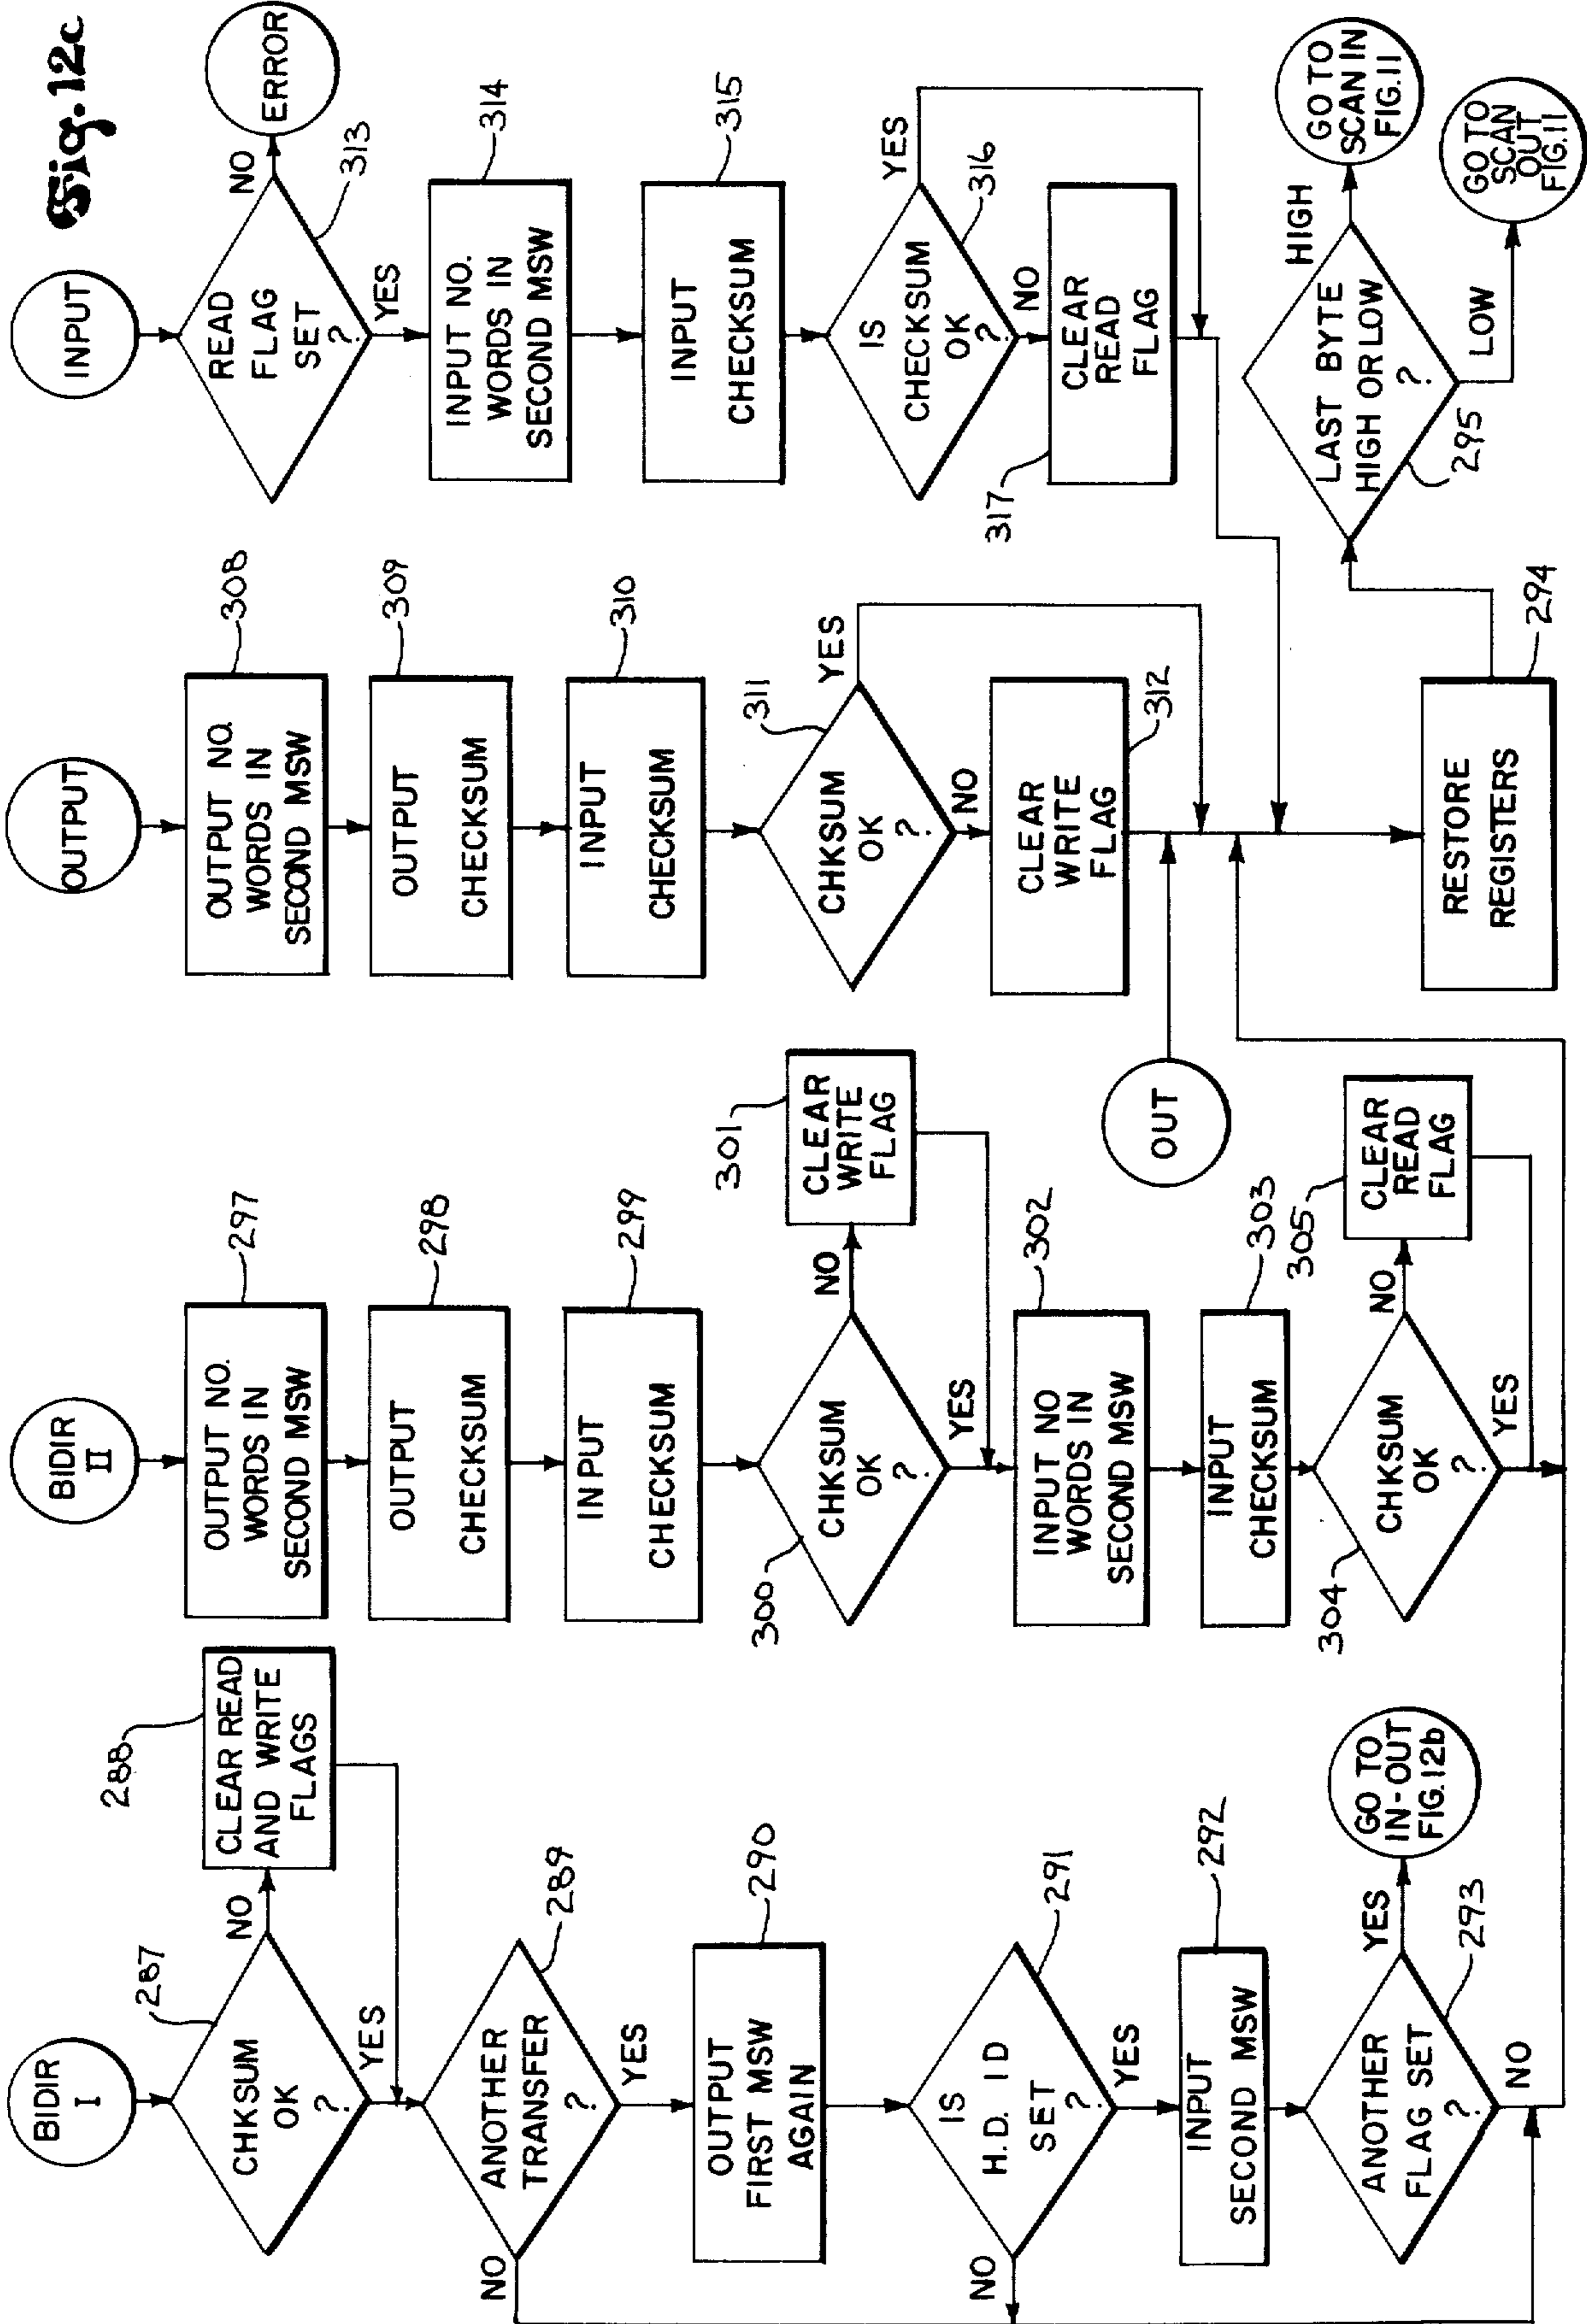 Fig. 12c
BIDIR
I
287
CHKSUM
OK
?
NO
YES
288
CLEAR READ
AND WRITE
FLAGS
289
ANOTHER
TRANSFER
?
NO
YES
290
OUTPUT
FIRST MSW
AGAIN
291
IS
H.D. ID
SET
?
NO
YES
292
INPUT
SECOND MSW
293
ANOTHER
FLAG SET
?
YES
NO
GO TO
IN-OUT
FIG.12b
BIDIR
II
297
OUTPUT NO.
WORDS IN
SECOND MSW
298
OUTPUT
CHECKSUM
299
INPUT
CHECKSUM
300
CHKSUM
OK
?
NO
YES
301
CLEAR
WRITE
FLAG
302
INPUT NO
WORDS IN
SECOND MSW
303
INPUT
CHECKSUM
304
CHKSUM
OK
?
NO
YES
305
CLEAR
READ
FLAG
OUTPUT
308
OUTPUT NO.
WORDS IN
SECOND MSW
309
OUTPUT
CHECKSUM
310
INPUT
CHECKSUM
311
CHKSUM
OK
?
YES
NO
312
CLEAR
WRITE
FLAG
OUT
294
RESTORE
REGISTERS
INPUT
313
READ
FLAG
SET
?
NO
ERROR
YES
314
INPUT NO.
WORDS IN
SECOND MSW
315
INPUT
CHECKSUM
316
IS
CHECKSUM
OK
?
YES
NO
317
CLEAR
READ
FLAG
295
LAST BYTE
HIGH OR LOW
?
HIGH
LOW
GO TO
SCAN IN
FIG.11
GO TO
SCAN
OUT
FIG.11